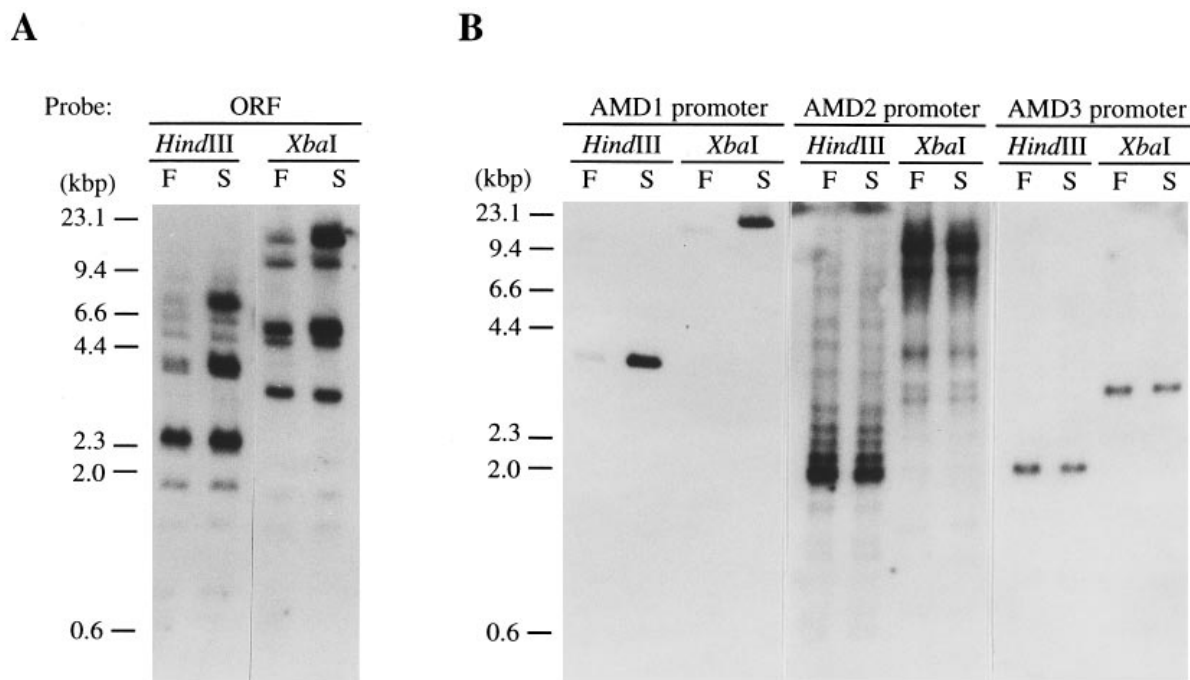 A
Probe: ORF
HindIII XbaI
(kbp) F S F S
23.1
9.4
6.6
4.4
2.3
2.0
0.6
B
AMD1 promoter AMD2 promoter AMD3 promoter
HindIII XbaI HindIII XbaI HindIII XbaI
(kbp) F S F S F S F S F S F S
23.1
9.4
6.6
4.4
2.3
2.0
0.6